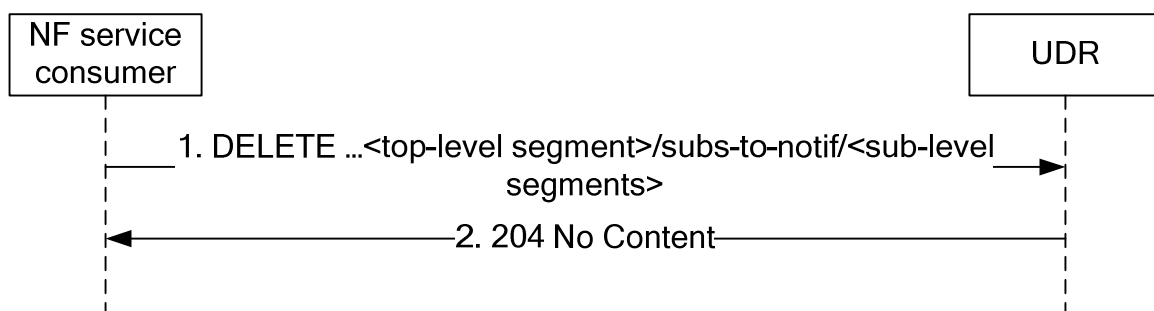 NF service
consumer
UDR
1. DELETE ...<top-level segment>/subs-to-notif/<sub-level
segments>
2. 204 No Content